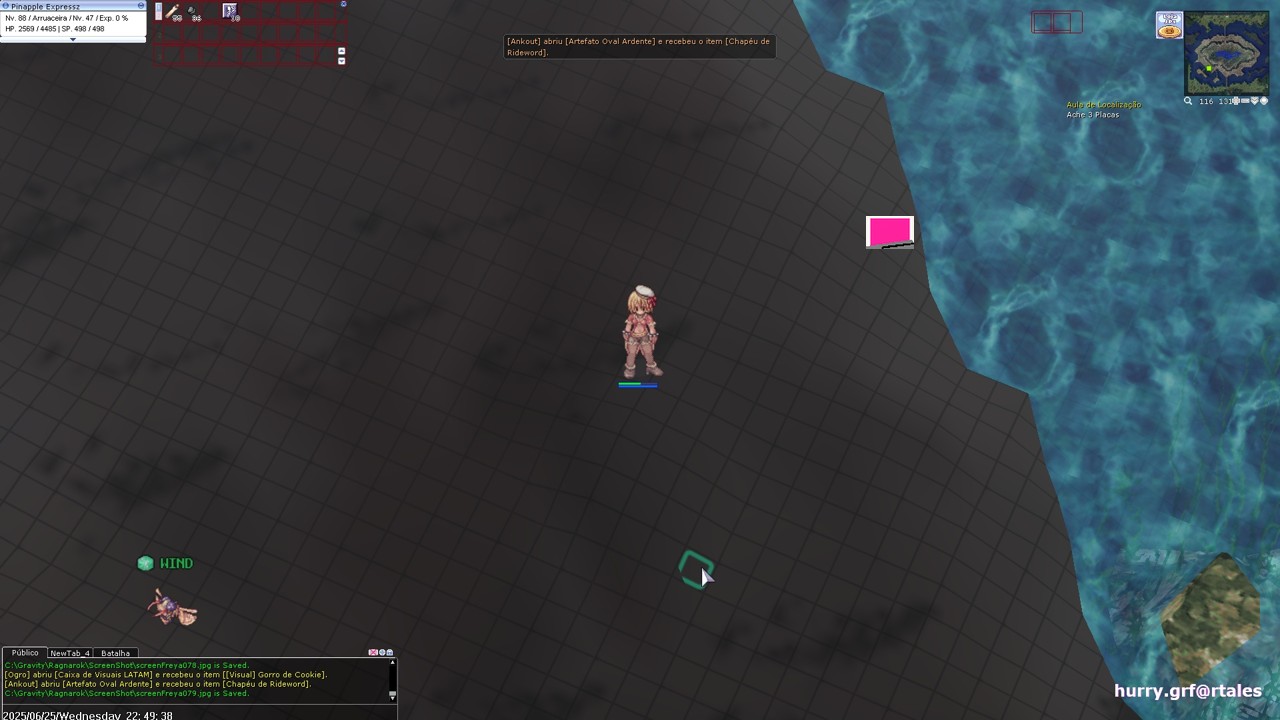 Pinapple Expressz
Nv. 88 / Arruaceira / Nv. 47 / Exp. 0 %
HP. 2569 / 4485 | SP. 498 / 498
[Ankout] abriu [Artefato Oval Ardente] e recebeu o item [Chapéu de
Rideword].
116 131
Aula de Localização
Ache 3 Placas
WIND
Público NewTab_4 Batalha
C:\Gravity\Ragnarok\ScreenShot\screenFreya078.jpg is Saved.
[Ogro] abriu [Caixa de Visuais LATAM] e recebeu o item [[Visual] Gorro de Cookie].
[Ankout] abriu [Artefato Oval Ardente] e recebeu o item [Chapéu de Rideword].
C:\Gravity\Ragnarok\ScreenShot\screenFreya079.jpg is Saved.
2025/06/25/Wednesday 22:49:38
hurry.grf@rtales